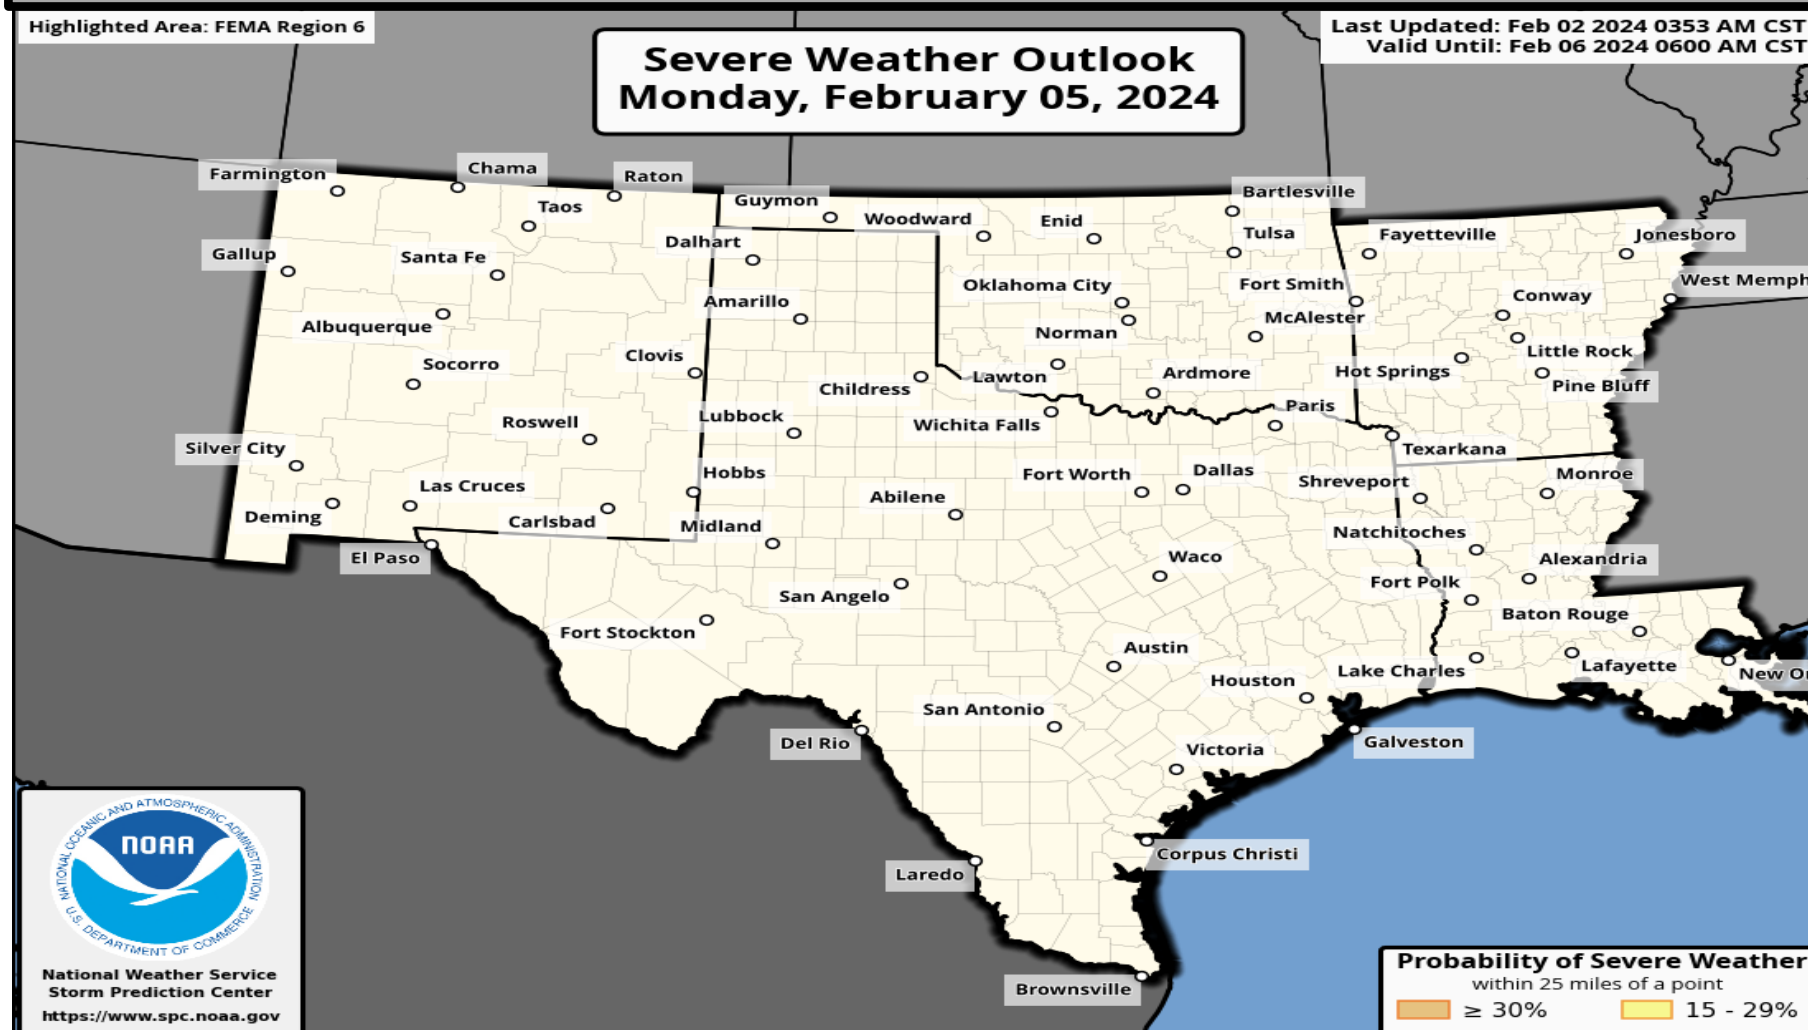 Highlighted Area: FEMA Region 6
Severe Weather Outlook
Monday, February 05, 2024
Last Updated: Feb 02 2024 0353 AM CST
Valid Until: Feb 06 2024 0600 AM CST
Farmington
Chama
Raton
Taos
Guymon
Woodward
Enid
Bartlesville
Tulsa
Fayetteville
Jonesboro
Gallup
Santa Fe
Dalhart
Oklahoma City
Fort Smith
Conway
West Memph
Albuquerque
Amarillo
Norman
McAlester
Little Rock
Socorro
Clovis
Childress
Lawton
Ardmore
Hot Springs
Pine Bluff
Roswell
Lubbock
Wichita Falls
Paris
Texarkana
Silver City
Las Cruces
Hobbs
Abilene
Fort Worth
Dallas
Shreveport
Monroe
Deming
Carlsbad
Midland
Natchitoches
El Paso
San Angelo
Waco
Fort Polk
Alexandria
Fort Stockton
Austin
Baton Rouge
Houston
Lake Charles
Lafayette
New Or
San Antonio
Del Rio
Victoria
Galveston
Laredo
Corpus Christi
Brownsville
NATIONAL OCEANIC AND ATMOSPHERIC ADMINISTRATION
NOAA
U.S. DEPARTMENT OF COMMERCE
National Weather Service
Storm Prediction Center
https://www.spc.noaa.gov
Probability of Severe Weather
within 25 miles of a point
≥ 30%
15 - 29%